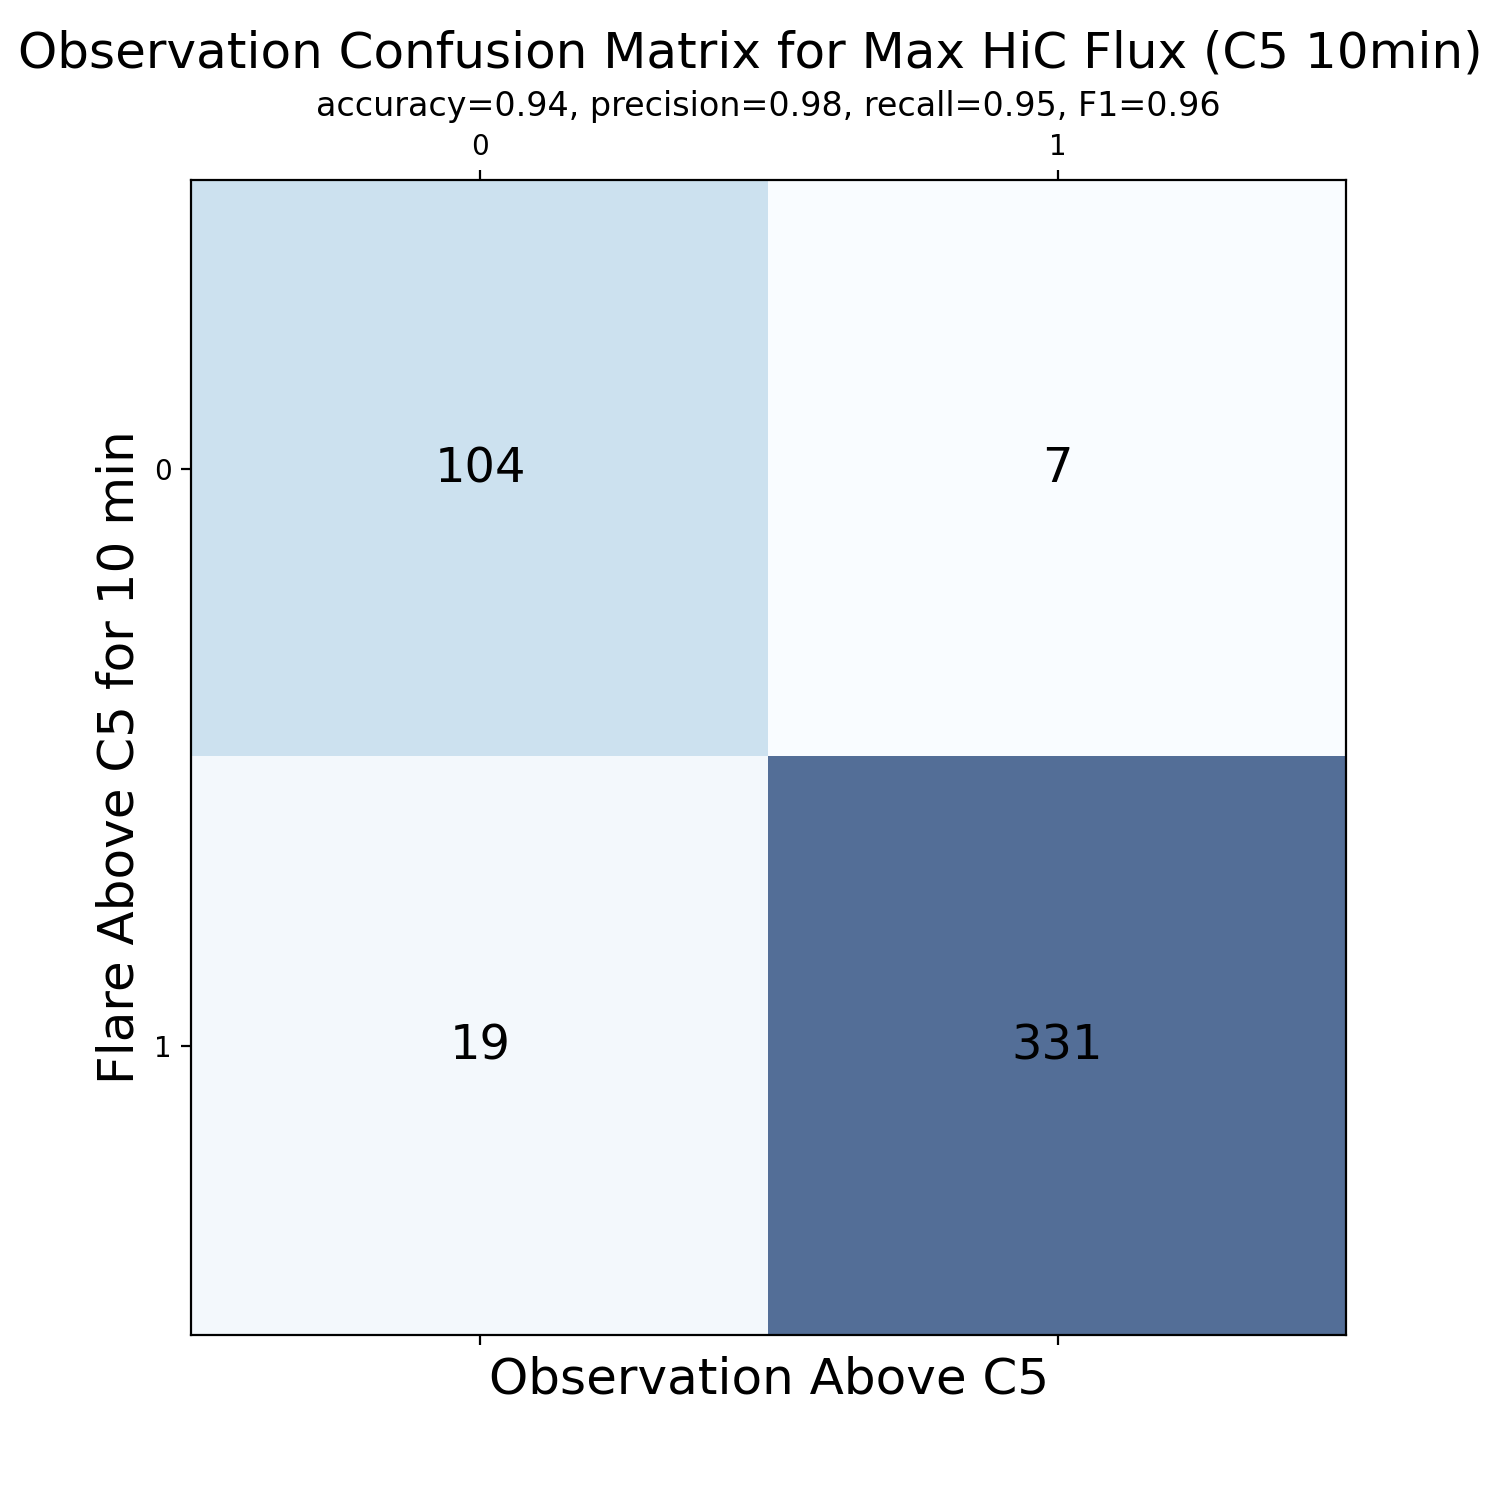 Observation Confusion Matrix for Max HiC Flux (C5 10min)
accuracy=0.94, precision=0.98, recall=0.95, F1=0.96
0 1
Flare Above C5 for 10 min
0
104 7
1
19 331
Observation Above C5